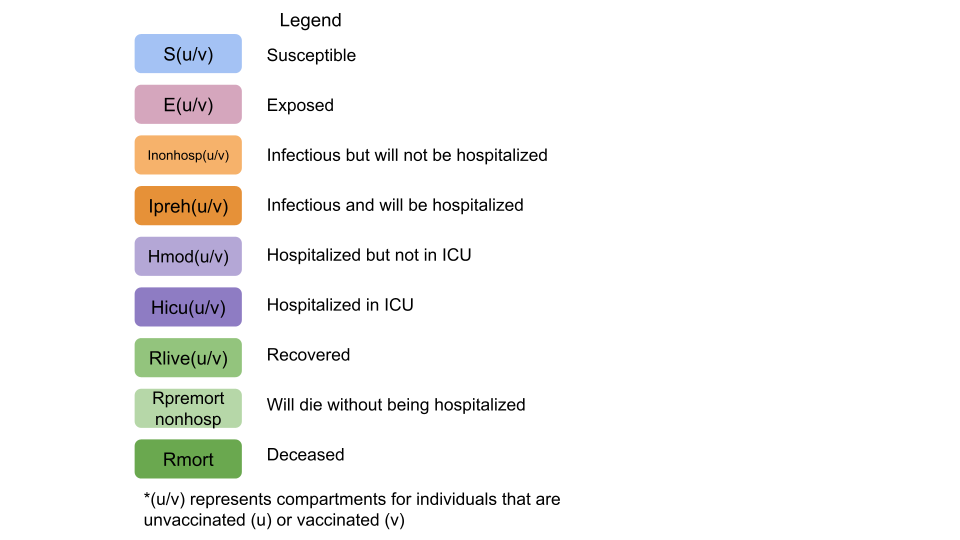 Legend
S(u/v) Susceptible
E(u/v) Exposed
Inonhosp(u/v) Infectious but will not be hospitalized
Ipreh(u/v) Infectious and will be hospitalized
Hmod(u/v) Hospitalized but not in ICU
Hicu(u/v) Hospitalized in ICU
Rlive(u/v) Recovered
Rpremort
nonhosp
Will die without being hospitalized
Rmort Deceased
*(u/v) represents compartments for individuals that are
unvaccinated (u) or vaccinated (v)